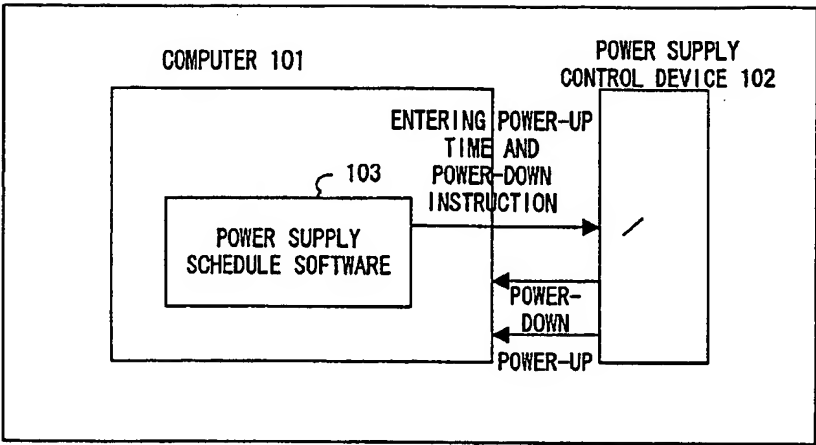 COMPUTER 101
POWER SUPPLY
CONTROL DEVICE 102
ENTERING POWER-UP
TIME AND
POWER-DOWN
INSTRUCTION
103
POWER SUPPLY
SCHEDULE SOFTWARE
POWER-
DOWN
POWER-UP